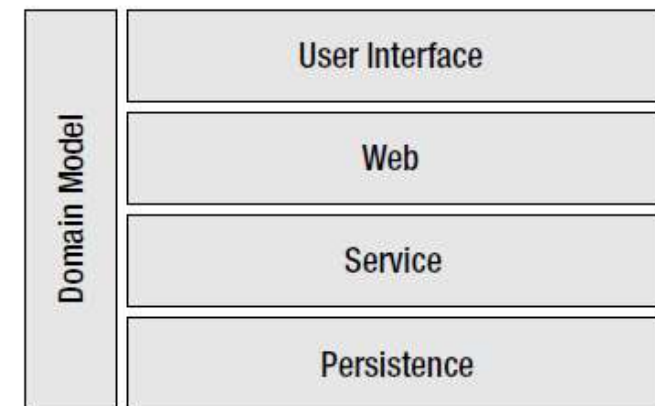 Domain Model
User Interface
Web
Service
Persistence